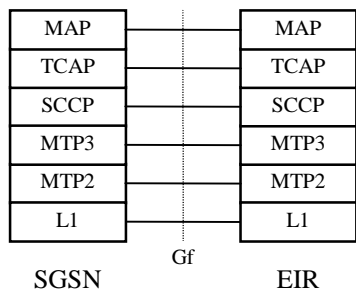 MAP MAP
TCAP TCAP
SCCP SCCP
MTP3 MTP3
MTP2 MTP2
L1 L1
Gf
SGSN EIR